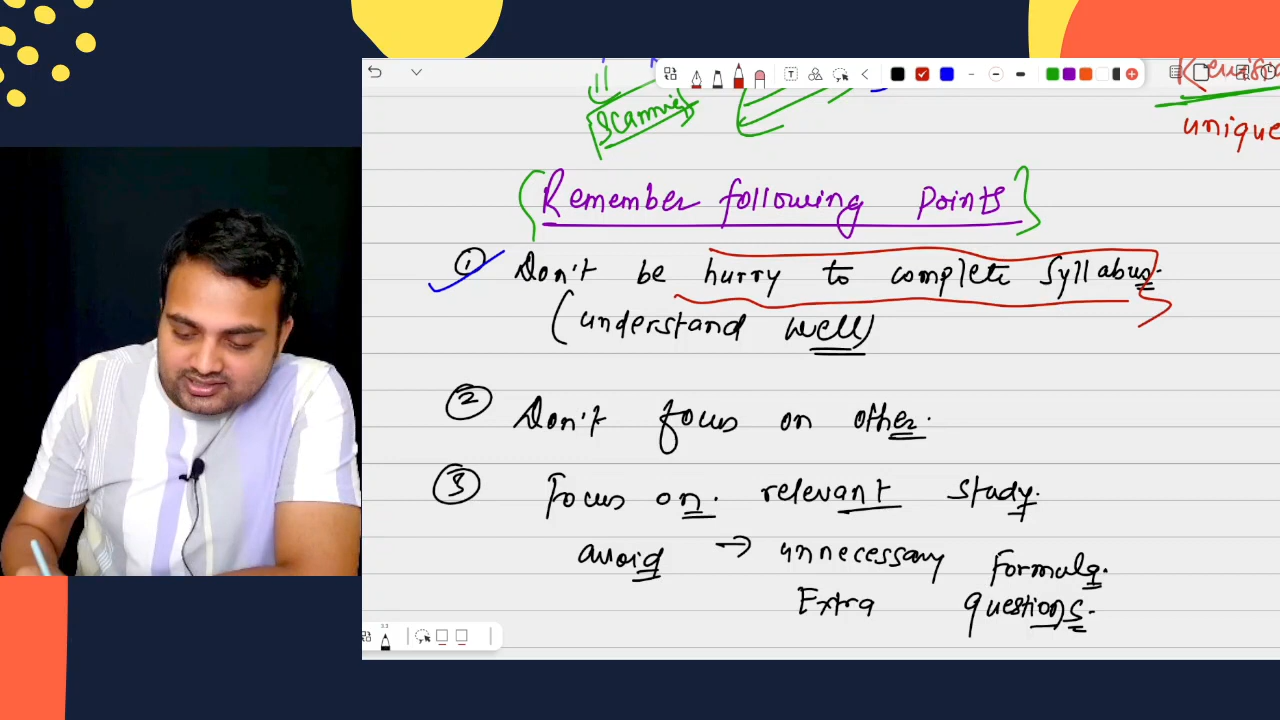 unique
{Remember following points}
① Don't be hurry to complete syllabus.
(understand well)
② Don't focus on other.
③ Focus on relevant study.
avoid → unnecessary formula.
Extra questions.